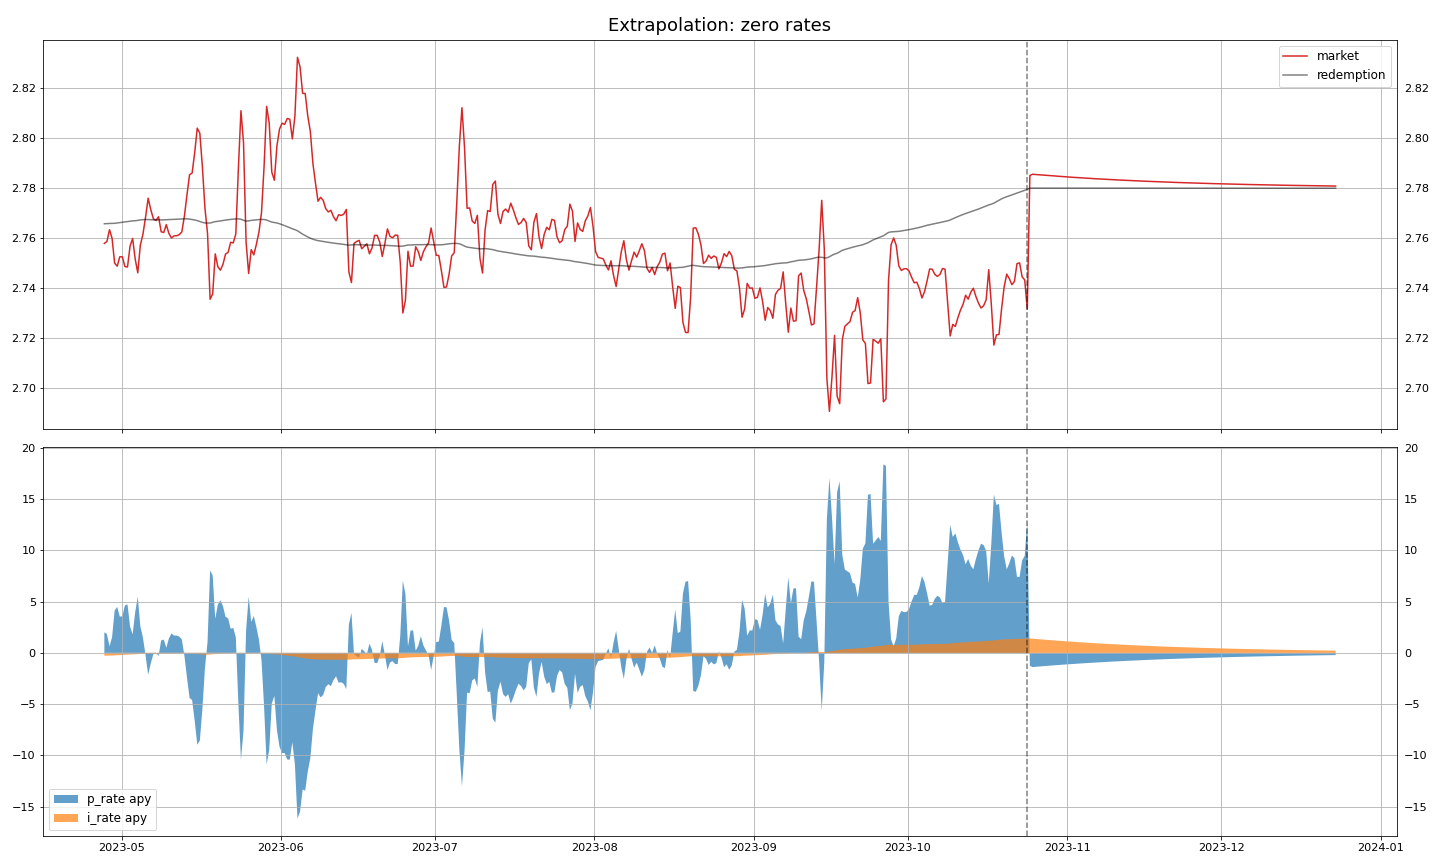 Extrapolation: zero rates
market
redemption
2.82 2.82
2.80 2.80
2.78 2.78
2.76 2.76
2.74 2.74
2.72 2.72
2.70 2.70
20 20
15 15
10 10
5 5
0 0
−5 −5
−10 −10
−15 −15
p_rate apy
i_rate apy
2023-05 2023-06 2023-07 2023-08 2023-09 2023-10 2023-11 2023-12 2024-01